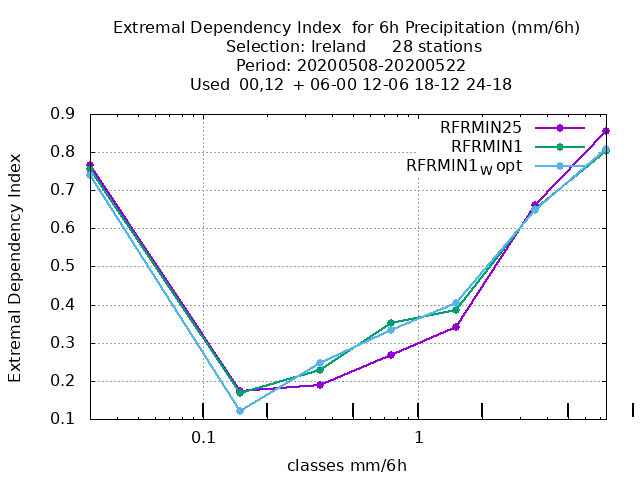 Extremal Dependency Index  for 6h Precipitation (mm/6h)
Selection: Ireland     28 stations
Period: 20200508-20200522
Used  00,12  + 06-00 12-06 18-12 24-18
RFRMIN25
RFRMIN1
RFRMIN1W opt
0.9
0.8
0.7
0.6
0.5
0.4
0.3
0.2
0.1
Extremal Dependency Index
0.1
1
classes mm/6h